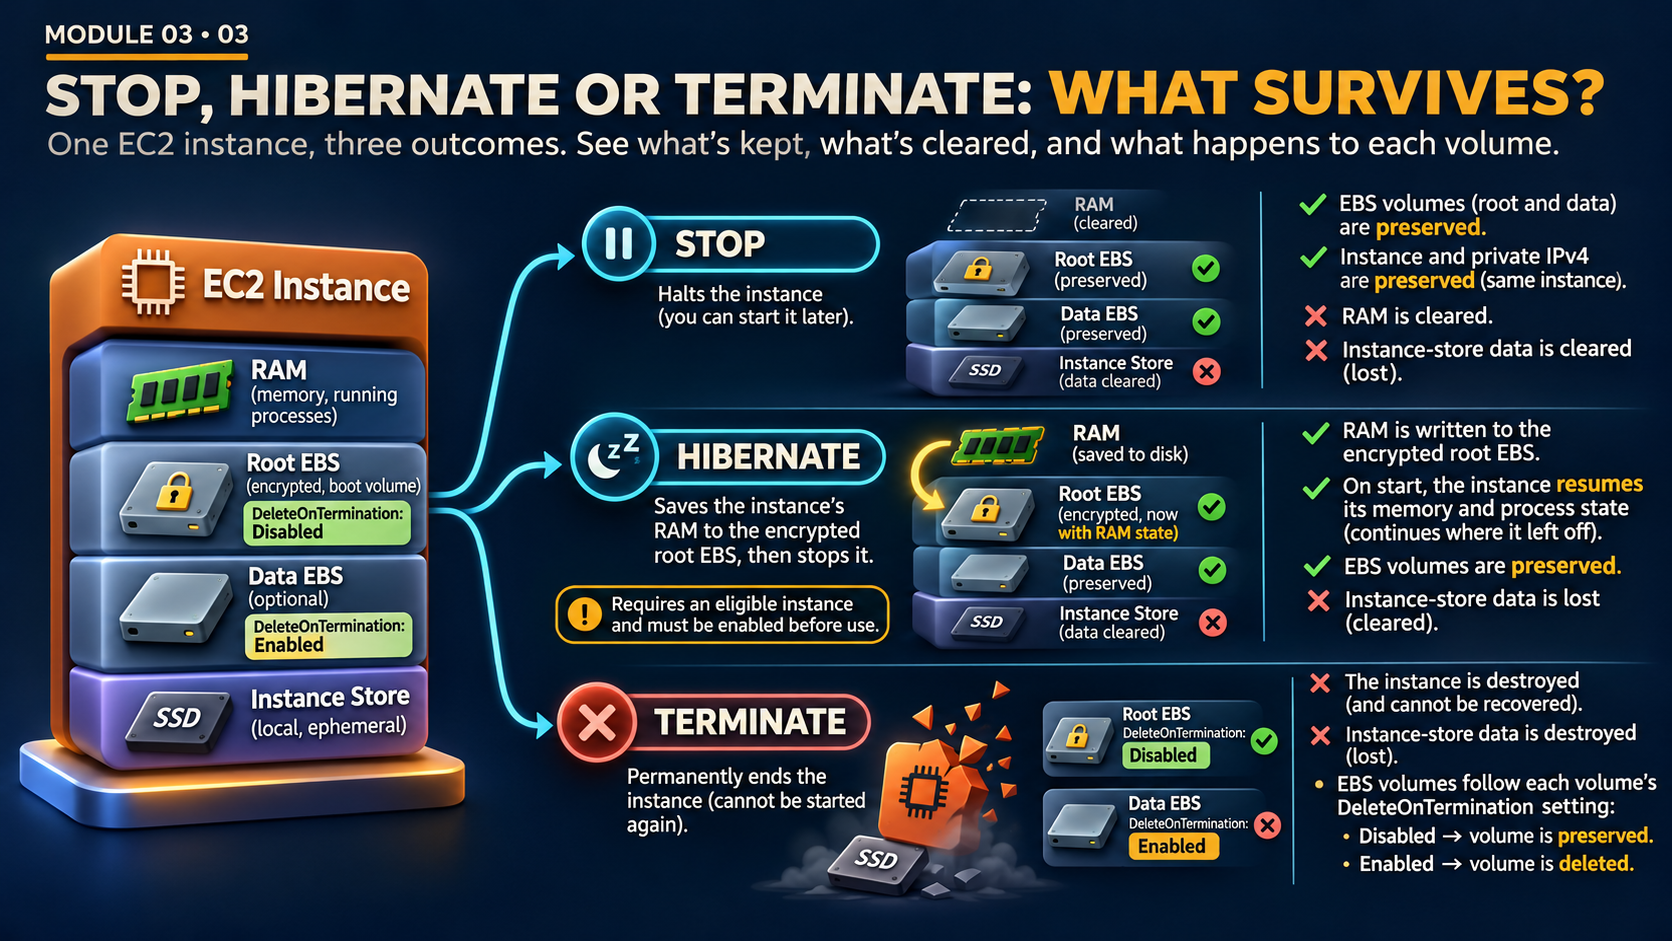 MODULE 03 • 03
STOP, HIBERNATE OR TERMINATE: WHAT SURVIVES?
One EC2 instance, three outcomes. See what's kept, what's cleared, and what happens to each volume.
EC2 Instance
RAM
(memory, running
processes)
Root EBS
(encrypted, boot volume)
DeleteOnTermination:
Disabled
Data EBS
(optional)
DeleteOnTermination:
Enabled
SSD
Instance Store
(local, ephemeral)
STOP
Halts the instance
(you can start it later).
RAM
(cleared)
Root EBS
(preserved)
Data EBS
(preserved)
SSD
Instance Store
(data cleared)
EBS volumes (root and data)
are preserved.
Instance and private IPv4
are preserved (same instance).
RAM is cleared.
Instance-store data is cleared
(lost).
z z z
HIBERNATE
Saves the instance's
RAM to the encrypted
root EBS, then stops it.
! Requires an eligible instance
and must be enabled before use.
RAM
(saved to disk)
Root EBS
(encrypted, now
with RAM state)
Data EBS
(preserved)
SSD
Instance Store
(data cleared)
RAM is written to the
encrypted root EBS.
On start, the instance resumes
its memory and process state
(continues where it left off).
EBS volumes are preserved.
Instance-store data is lost
(cleared).
TERMINATE
Permanently ends the
instance (cannot be started
again).
SSD
Root EBS
DeleteOnTermination:
Disabled
Data EBS
DeleteOnTermination:
Enabled
The instance is destroyed
(and cannot be recovered).
Instance-store data is destroyed
(lost).
• EBS volumes follow each volume's
DeleteOnTermination setting:
• Disabled → volume is preserved.
• Enabled → volume is deleted.